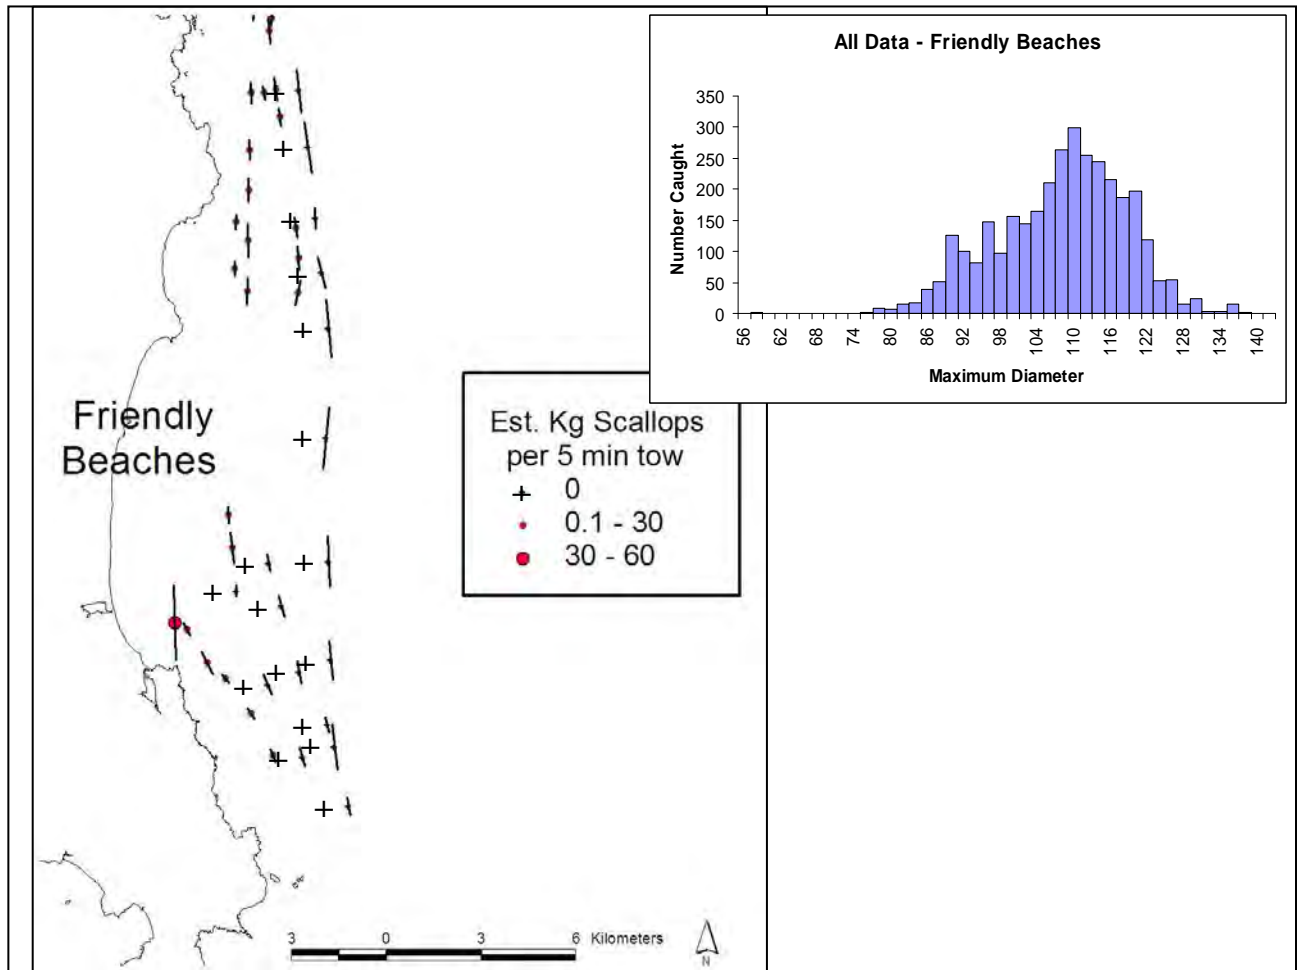 All Data - Friendly Beaches
350
300
250
200
150
100
50
0
Number Caught
56 62 68 74 80 86 92 98 104 110 116 122 128 134 140
Maximum Diameter
Friendly
Beaches
Est. Kg Scallops
per 5 min tow
0
0.1 - 30
30 - 60
3 0 3 6 Kilometers
N